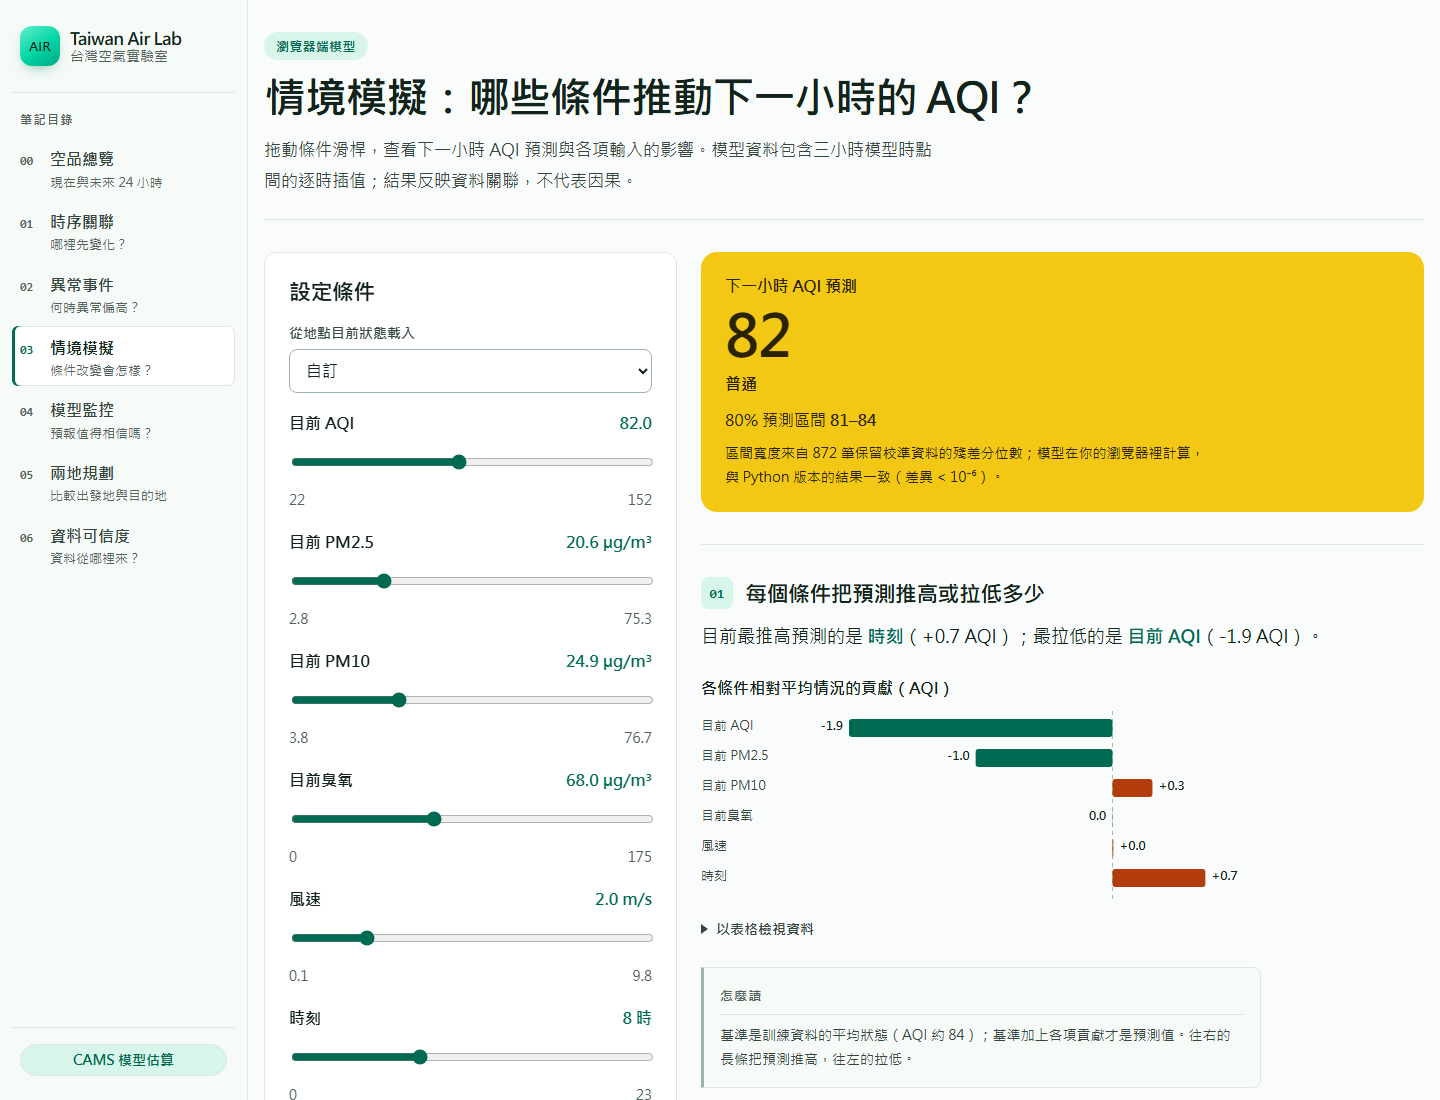 AIR
Taiwan Air Lab
台灣空氣實驗室
筆記目錄
00 空品總覽
現在與未來 24 小時
01 時序關聯
哪裡先變化？
02 異常事件
何時異常偏高？
03 情境模擬
條件改變會怎樣？
04 模型監控
預報值得相信嗎？
05 兩地規劃
比較出發地與目的地
06 資料可信度
資料從哪裡來？
CAMS 模型估算
瀏覽器端模型
情境模擬：哪些條件推動下一小時的 AQI？
拖動條件滑桿，查看下一小時 AQI 預測與各項輸入的影響。模型資料包含三小時模型時點
間的逐時插值；結果反映資料關聯，不代表因果。
設定條件
從地點目前狀態載入
自訂
目前 AQI 82.0
22 152
目前 PM2.5 20.6 μg/m³
2.8 75.3
目前 PM10 24.9 μg/m³
3.8 76.7
目前臭氧 68.0 μg/m³
0 175
風速 2.0 m/s
0.1 9.8
時刻 8 時
0 23
下一小時 AQI 預測
82
普通
80% 預測區間 81–84
區間寬度來自 872 筆保留校準資料的殘差分位數；模型在你的瀏覽器裡計算，
與 Python 版本的結果一致（差異 < 10⁻⁶）。
01 每個條件把預測推高或拉低多少
目前最推高預測的是 時刻（+0.7 AQI）；最拉低的是 目前 AQI（-1.9 AQI）。
各條件相對平均情況的貢獻（AQI）
目前 AQI -1.9
目前 PM2.5 -1.0
目前 PM10 +0.3
目前臭氧 0.0
風速 +0.0
時刻 +0.7
以表格檢視資料
怎麼讀
基準是訓練資料的平均狀態（AQI 約 84）；基準加上各項貢獻才是預測值。往右的
長條把預測推高，往左的拉低。